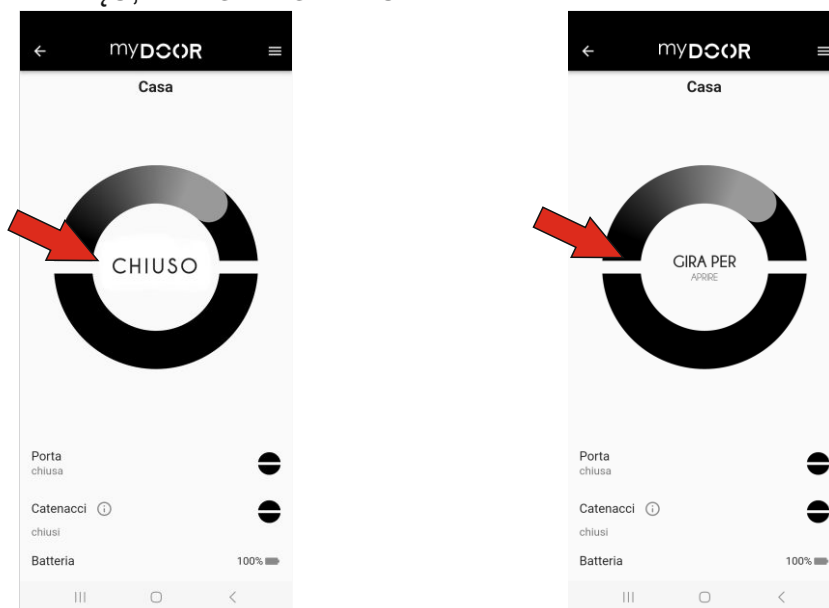 myDOOR
Casa
CHIUSO
Porta
chiusa
Catenacci
chiusi
Batteria 100%
myDOOR
Casa
GIRA PER
APRIRE
Porta
chiusa
Catenacci
chiusi
Batteria 100%